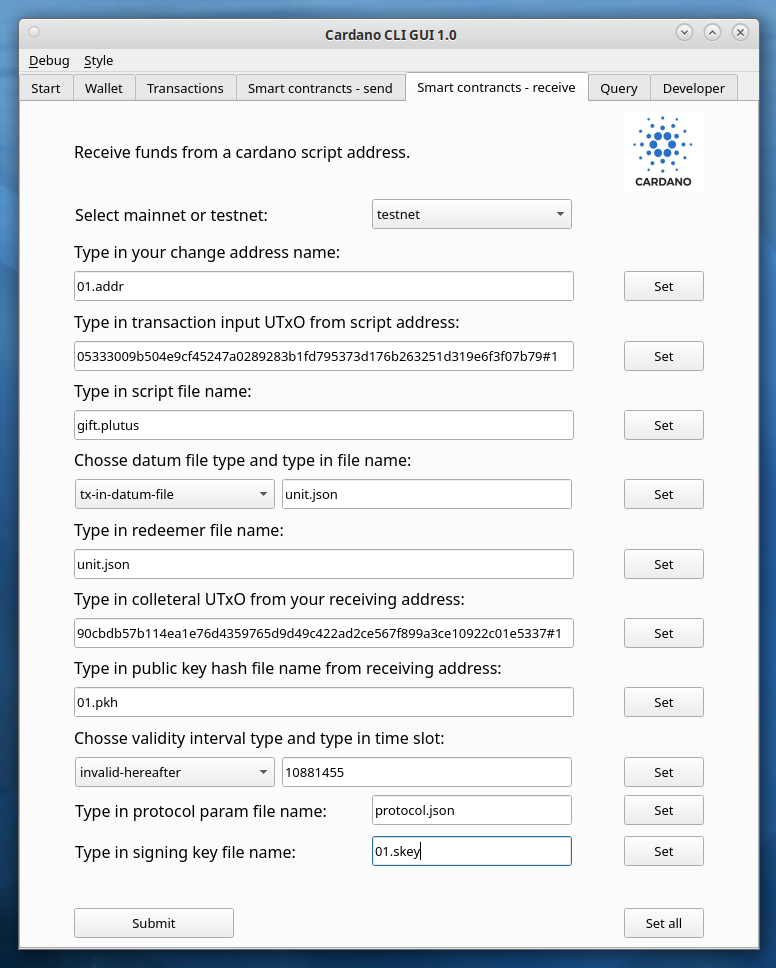 Cardano CLI GUI 1.0
Debug Style
Start Wallet Transactions Smart contrancts - send Smart contrancts - receive Query Developer
Receive funds from a cardano script address.
CARDANO
Select mainnet or testnet: testnet
Type in your change address name:
01.addr Set
Type in transaction input UTxO from script address:
05333009b504e9cf45247a0289283b1fd795373d176b263251d319e6f3f07b79#1 Set
Type in script file name:
gift.plutus Set
Chosse datum file type and type in file name:
tx-in-datum-file unit.json Set
Type in redeemer file name:
unit.json Set
Type in colleteral UTxO from your receiving address:
90cbdb57b114ea1e76d4359765d9d49c422ad2ce567f899a3ce10922c01e5337#1 Set
Type in public key hash file name from receiving address:
01.pkh Set
Chosse validity interval type and type in time slot:
invalid-hereafter 10881455 Set
Type in protocol param file name: protocol.json Set
Type in signing key file name: 01.skey Set
Submit Set all